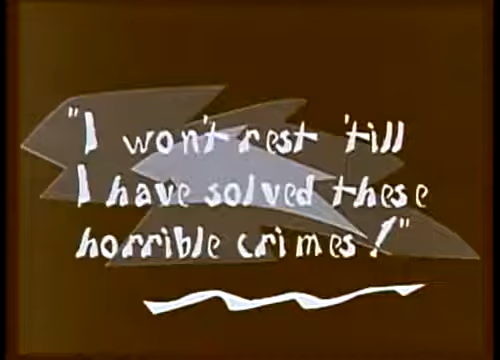 "I won't rest 'till
I have solved these
horrible crimes!"